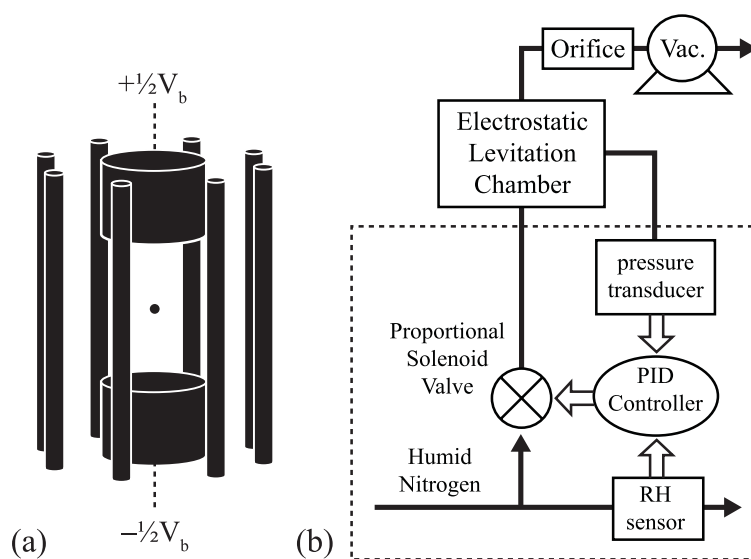 +½V_b
−½V_b
(a)
Orifice
Vac.
Electrostatic
Levitation
Chamber
pressure
transducer
Proportional
Solenoid
Valve
PID
Controller
Humid
Nitrogen
RH
sensor
(b)